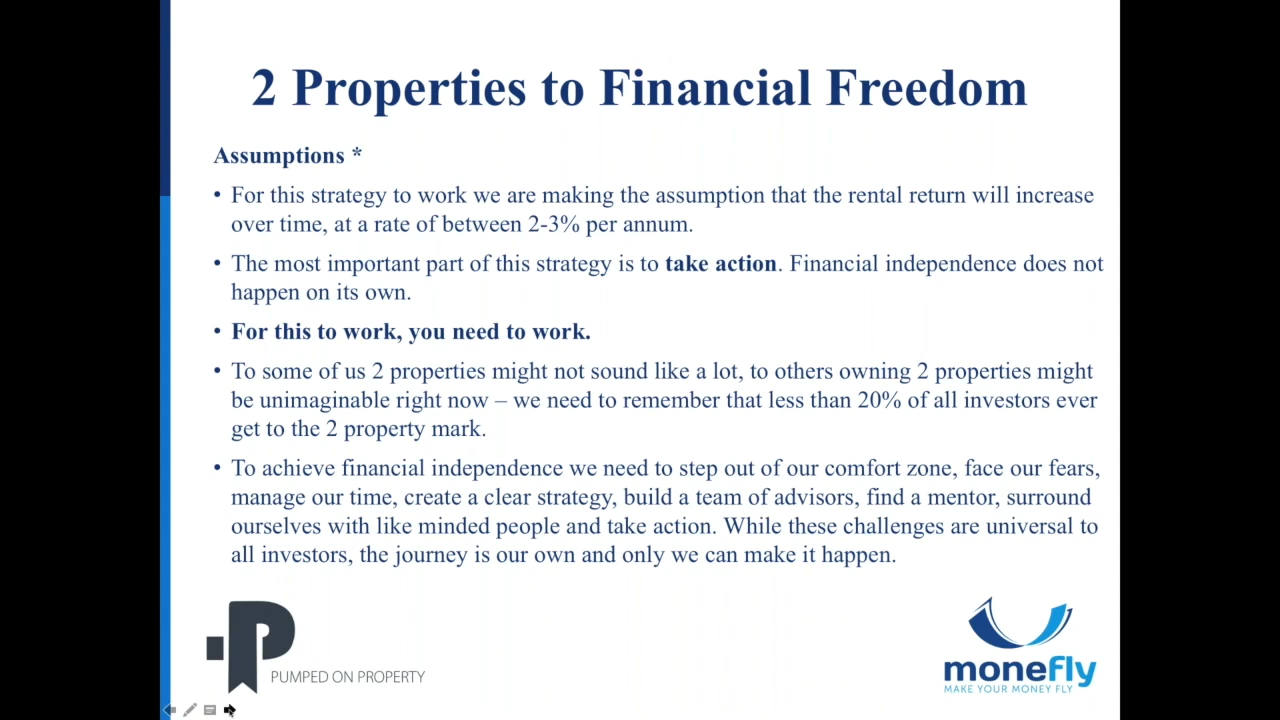 2 Properties to Financial Freedom
Assumptions *
• For this strategy to work we are making the assumption that the rental return will increase
over time, at a rate of between 2-3% per annum.
• The most important part of this strategy is to take action. Financial independence does not
happen on its own.
• For this to work, you need to work.
• To some of us 2 properties might not sound like a lot, to others owning 2 properties might
be unimaginable right now – we need to remember that less than 20% of all investors ever
get to the 2 property mark.
• To achieve financial independence we need to step out of our comfort zone, face our fears,
manage our time, create a clear strategy, build a team of advisors, find a mentor, surround
ourselves with like minded people and take action. While these challenges are universal to
all investors, the journey is our own and only we can make it happen.
P
PUMPED ON PROPERTY
monefly
MAKE YOUR MONEY FLY